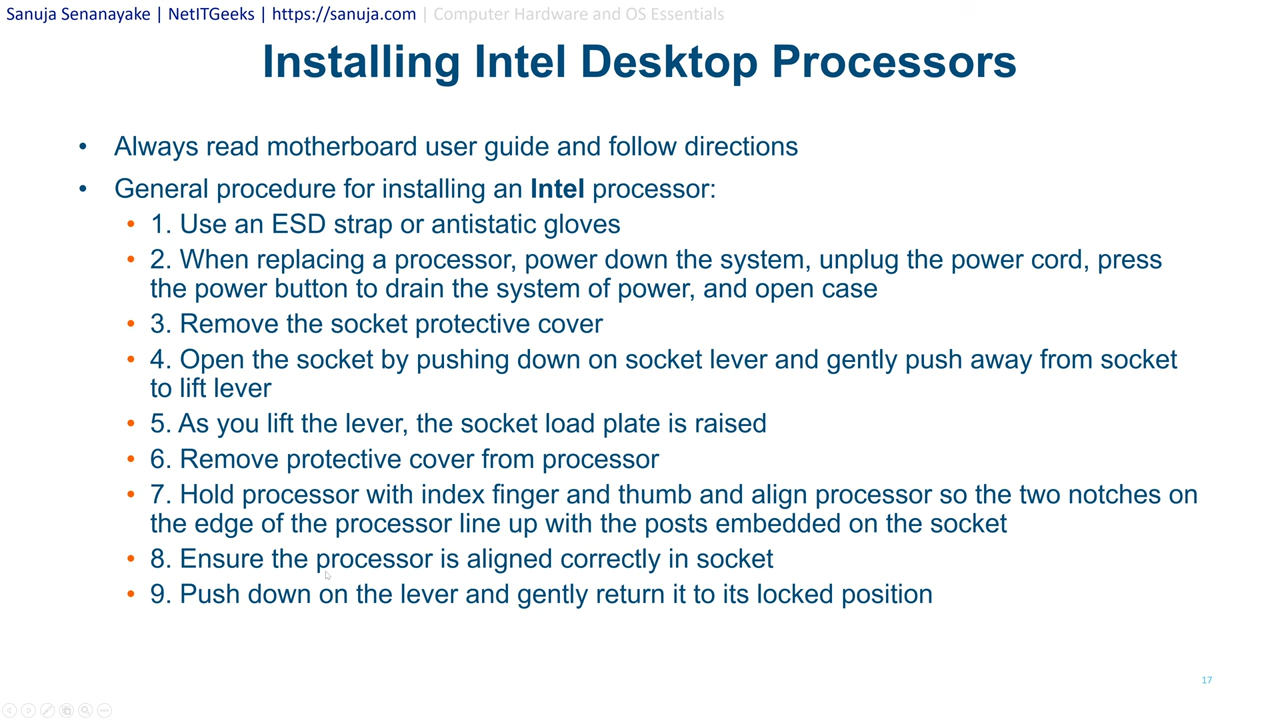 Sanuja Senanayake | NetITGeeks | https://sanuja.com | Computer Hardware and OS Essentials
Installing Intel Desktop Processors
• Always read motherboard user guide and follow directions
• General procedure for installing an Intel processor:
• 1. Use an ESD strap or antistatic gloves
• 2. When replacing a processor, power down the system, unplug the power cord, press
the power button to drain the system of power, and open case
• 3. Remove the socket protective cover
• 4. Open the socket by pushing down on socket lever and gently push away from socket
to lift lever
• 5. As you lift the lever, the socket load plate is raised
• 6. Remove protective cover from processor
• 7. Hold processor with index finger and thumb and align processor so the two notches on
the edge of the processor line up with the posts embedded on the socket
• 8. Ensure the processor is aligned correctly in socket
• 9. Push down on the lever and gently return it to its locked position
17